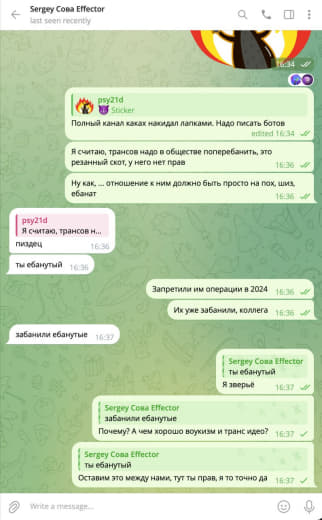 Sergey Сова Effector
last seen recently
16:34
psy21d
😈 Sticker
Полный канал каках накидал лапками. Надо писать ботов
edited 16:34
Я считаю, трансов надо в обществе поперебанить, это
резанный скот, у него нет прав
16:36
Ну как, ... отношение к ним должно быть просто на пох, шиз,
ебанат
16:36
psy21d
Я считаю, трансов н...
пиздец
16:36
ты ебанутый 16:36
Запретили им операции в 2024 16:36
Их уже забанили, коллега 16:36
забанили ебанутые 16:37
Sergey Сова Effector
ты ебанутый
Я зверьё 16:37
Sergey Сова Effector
забанили ебанутые
Почему? А чем хорошо воукизм и транс идео? 16:37
Sergey Сова Effector
ты ебанутый
Оставим это между нами, тут ты прав, я то точно да 16:37
Write a message...